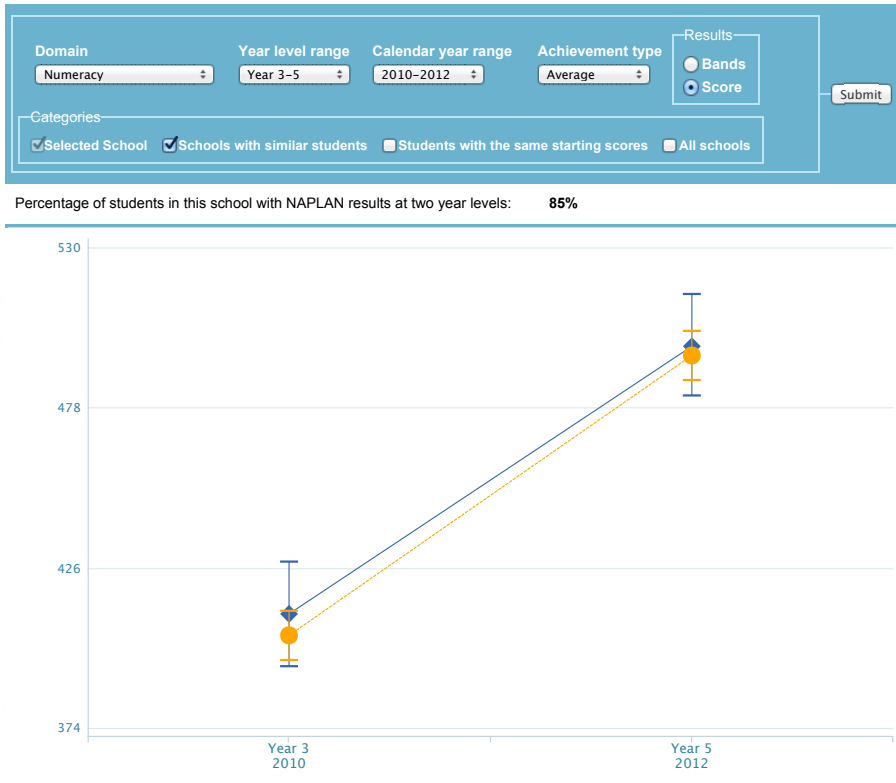 Results
Domain
Year level range
Calendar year range
Achievement type
Numeracy
Year 3-5
2010-2012
Average
Bands
Score
Submit
Categories
Selected School
Schools with similar students
Students with the same starting scores
All schools
Percentage of students in this school with NAPLAN results at two year levels: 85%
530
478
426
374
Year 3
2010
Year 5
2012